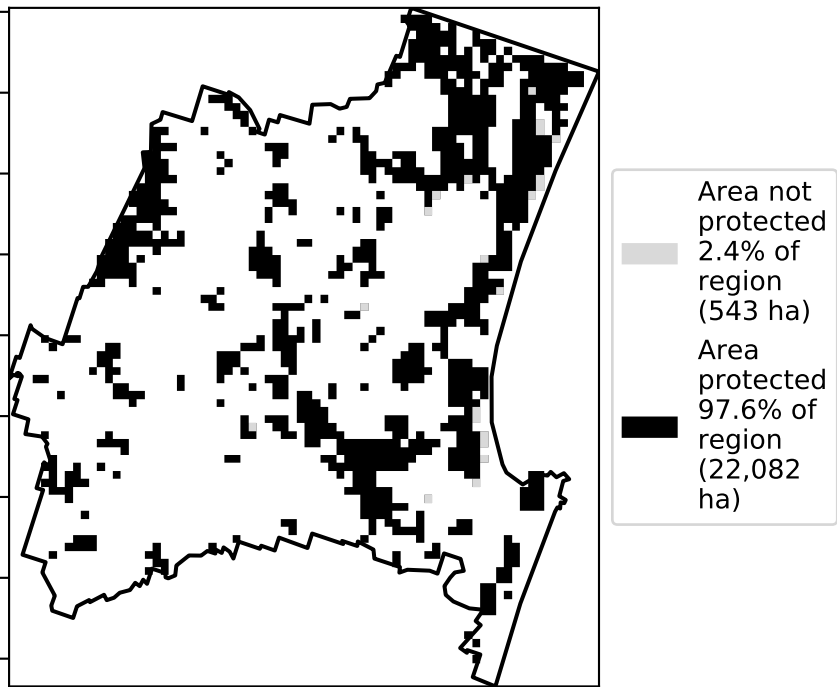 Area not
protected
2.4% of
region
(543 ha)
Area
protected
97.6% of
region
(22,082
ha)